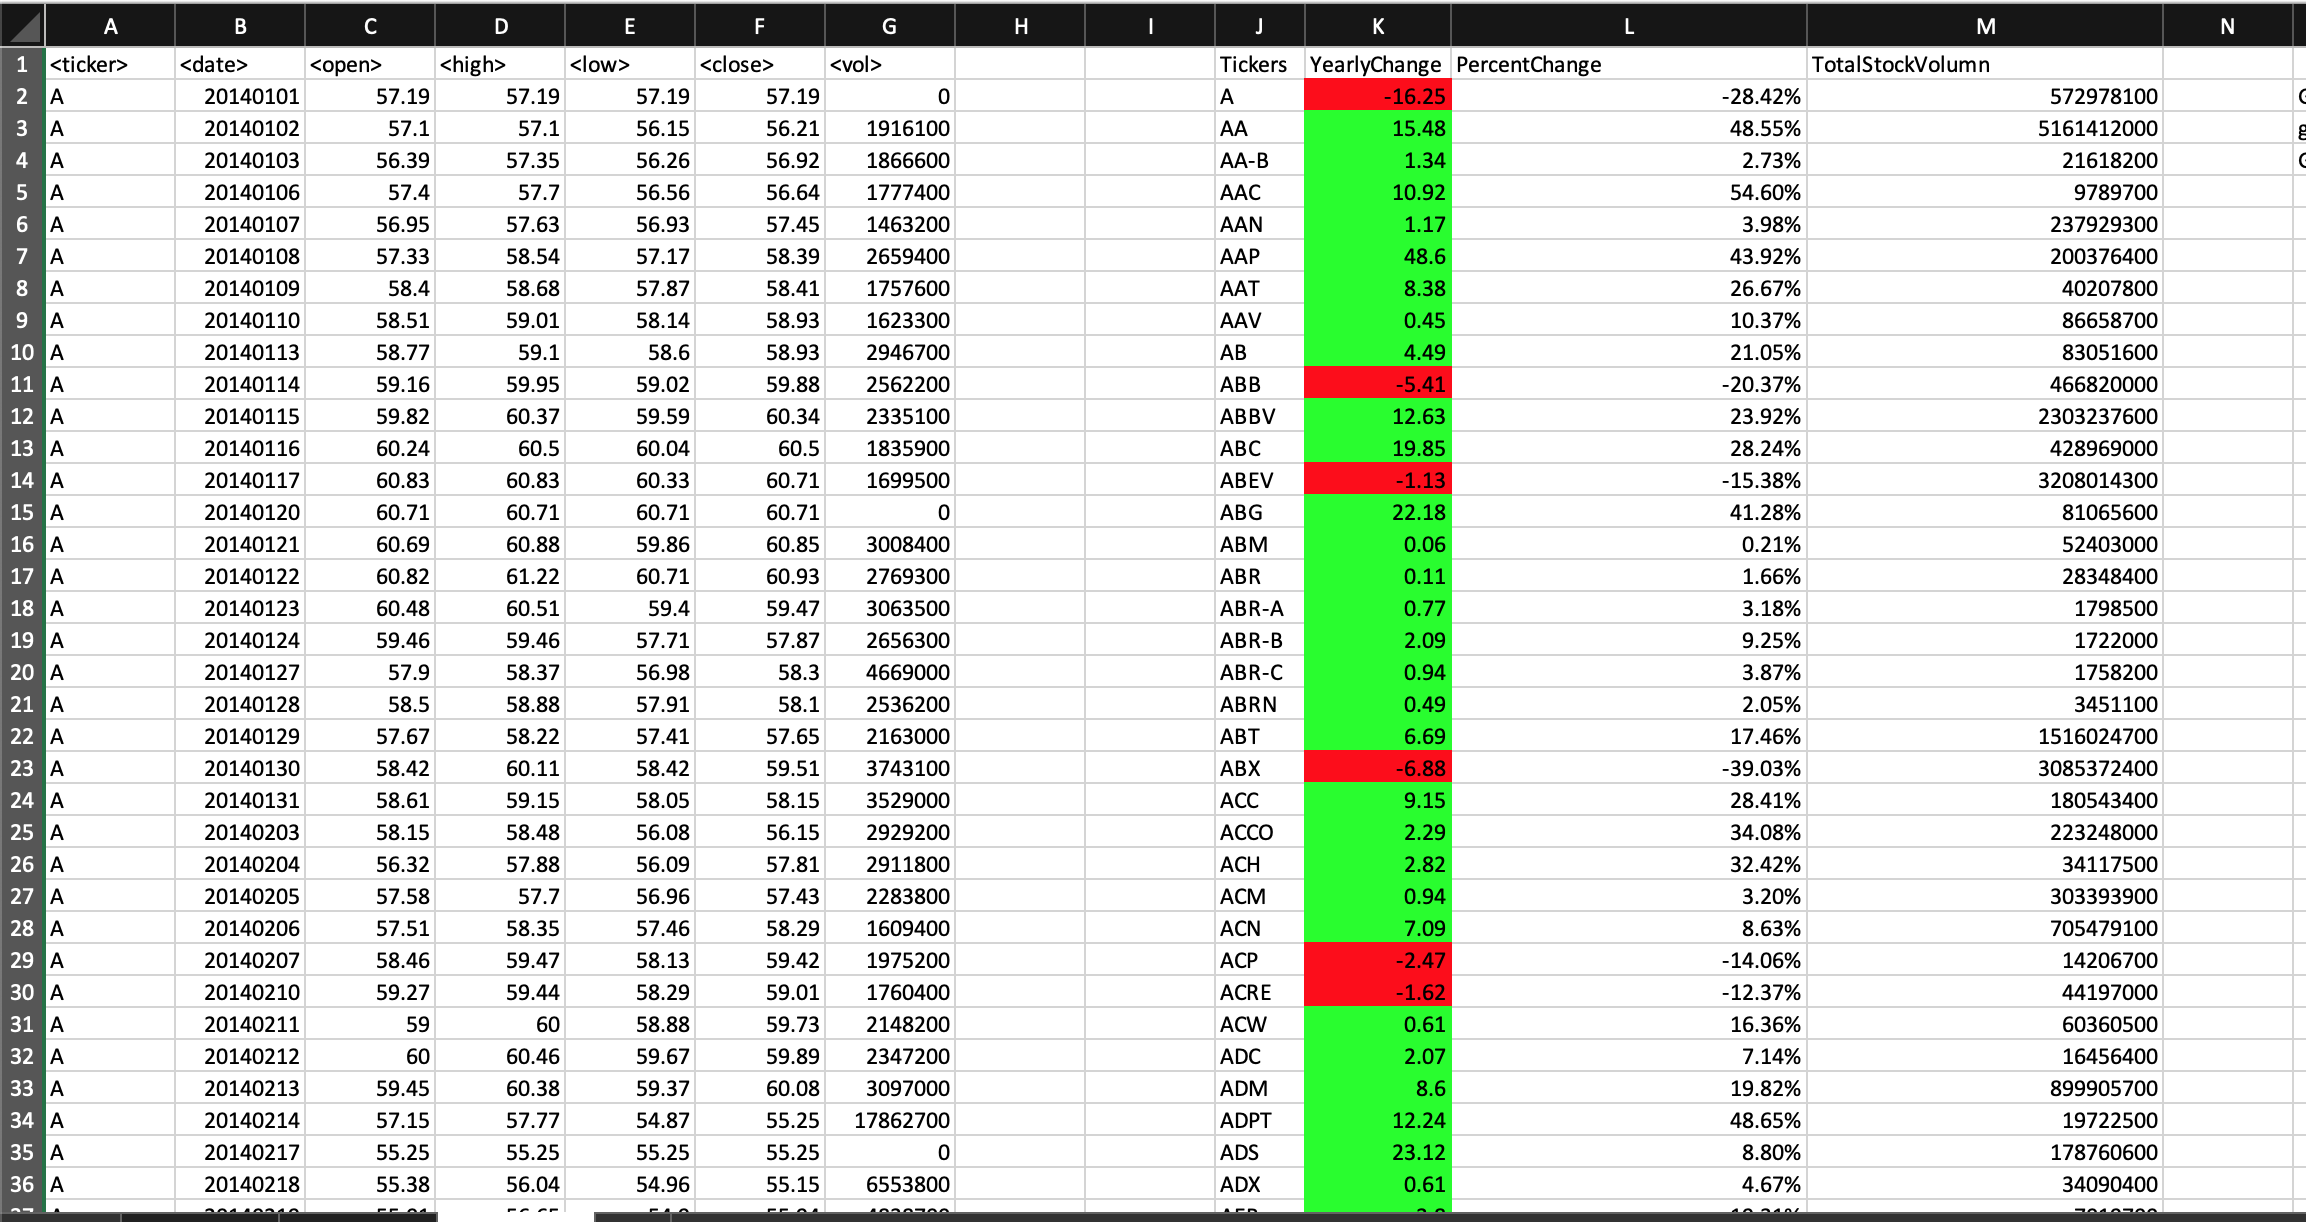 A B C D E F G H I J K L M N
1 <ticker> <date> <open> <high> <low> <close> <vol> Tickers YearlyChange PercentChange TotalStockVolumn
2 A 20140101 57.19 57.19 57.19 57.19 0 A -16.25 -28.42% 572978100
3 A 20140102 57.1 57.1 56.15 56.21 1916100 AA 15.48 48.55% 5161412000
4 A 20140103 56.39 57.35 56.26 56.92 1866600 AA-B 1.34 2.73% 21618200
5 A 20140106 57.4 57.7 56.56 56.64 1777400 AAC 10.92 54.60% 9789700
6 A 20140107 56.95 57.63 56.93 57.45 1463200 AAN 1.17 3.98% 237929300
7 A 20140108 57.33 58.54 57.17 58.39 2659400 AAP 48.6 43.92% 200376400
8 A 20140109 58.4 58.68 57.87 58.41 1757600 AAT 8.38 26.67% 40207800
9 A 20140110 58.51 59.01 58.14 58.93 1623300 AAV 0.45 10.37% 86658700
10 A 20140113 58.77 59.1 58.6 58.93 2946700 AB 4.49 21.05% 83051600
11 A 20140114 59.16 59.95 59.02 59.88 2562200 ABB -5.41 -20.37% 466820000
12 A 20140115 59.82 60.37 59.59 60.34 2335100 ABBV 12.63 23.92% 2303237600
13 A 20140116 60.24 60.5 60.04 60.5 1835900 ABC 19.85 28.24% 428969000
14 A 20140117 60.83 60.83 60.33 60.71 1699500 ABEV -1.13 -15.38% 3208014300
15 A 20140120 60.71 60.71 60.71 60.71 0 ABG 22.18 41.28% 81065600
16 A 20140121 60.69 60.88 59.86 60.85 3008400 ABM 0.06 0.21% 52403000
17 A 20140122 60.82 61.22 60.71 60.93 2769300 ABR 0.11 1.66% 28348400
18 A 20140123 60.48 60.51 59.4 59.47 3063500 ABR-A 0.77 3.18% 1798500
19 A 20140124 59.46 59.46 57.71 57.87 2656300 ABR-B 2.09 9.25% 1722000
20 A 20140127 57.9 58.37 56.98 58.3 4669000 ABR-C 0.94 3.87% 1758200
21 A 20140128 58.5 58.88 57.91 58.1 2536200 ABRN 0.49 2.05% 3451100
22 A 20140129 57.67 58.22 57.41 57.65 2163000 ABT 6.69 17.46% 1516024700
23 A 20140130 58.42 60.11 58.42 59.51 3743100 ABX -6.88 -39.03% 3085372400
24 A 20140131 58.61 59.15 58.05 58.15 3529000 ACC 9.15 28.41% 180543400
25 A 20140203 58.15 58.48 56.08 56.15 2929200 ACCO 2.29 34.08% 223248000
26 A 20140204 56.32 57.88 56.09 57.81 2911800 ACH 2.82 32.42% 34117500
27 A 20140205 57.58 57.7 56.96 57.43 2283800 ACM 0.94 3.20% 303393900
28 A 20140206 57.51 58.35 57.46 58.29 1609400 ACN 7.09 8.63% 705479100
29 A 20140207 58.46 59.47 58.13 59.42 1975200 ACP -2.47 -14.06% 14206700
30 A 20140210 59.27 59.44 58.29 59.01 1760400 ACRE -1.62 -12.37% 44197000
31 A 20140211 59 60 58.88 59.73 2148200 ACW 0.61 16.36% 60360500
32 A 20140212 60 60.46 59.67 59.89 2347200 ADC 2.07 7.14% 16456400
33 A 20140213 59.45 60.38 59.37 60.08 3097000 ADM 8.6 19.82% 899905700
34 A 20140214 57.15 57.77 54.87 55.25 17862700 ADPT 12.24 48.65% 19722500
35 A 20140217 55.25 55.25 55.25 55.25 0 ADS 23.12 8.80% 178760600
36 A 20140218 55.38 56.04 54.96 55.15 6553800 ADX 0.61 4.67% 34090400